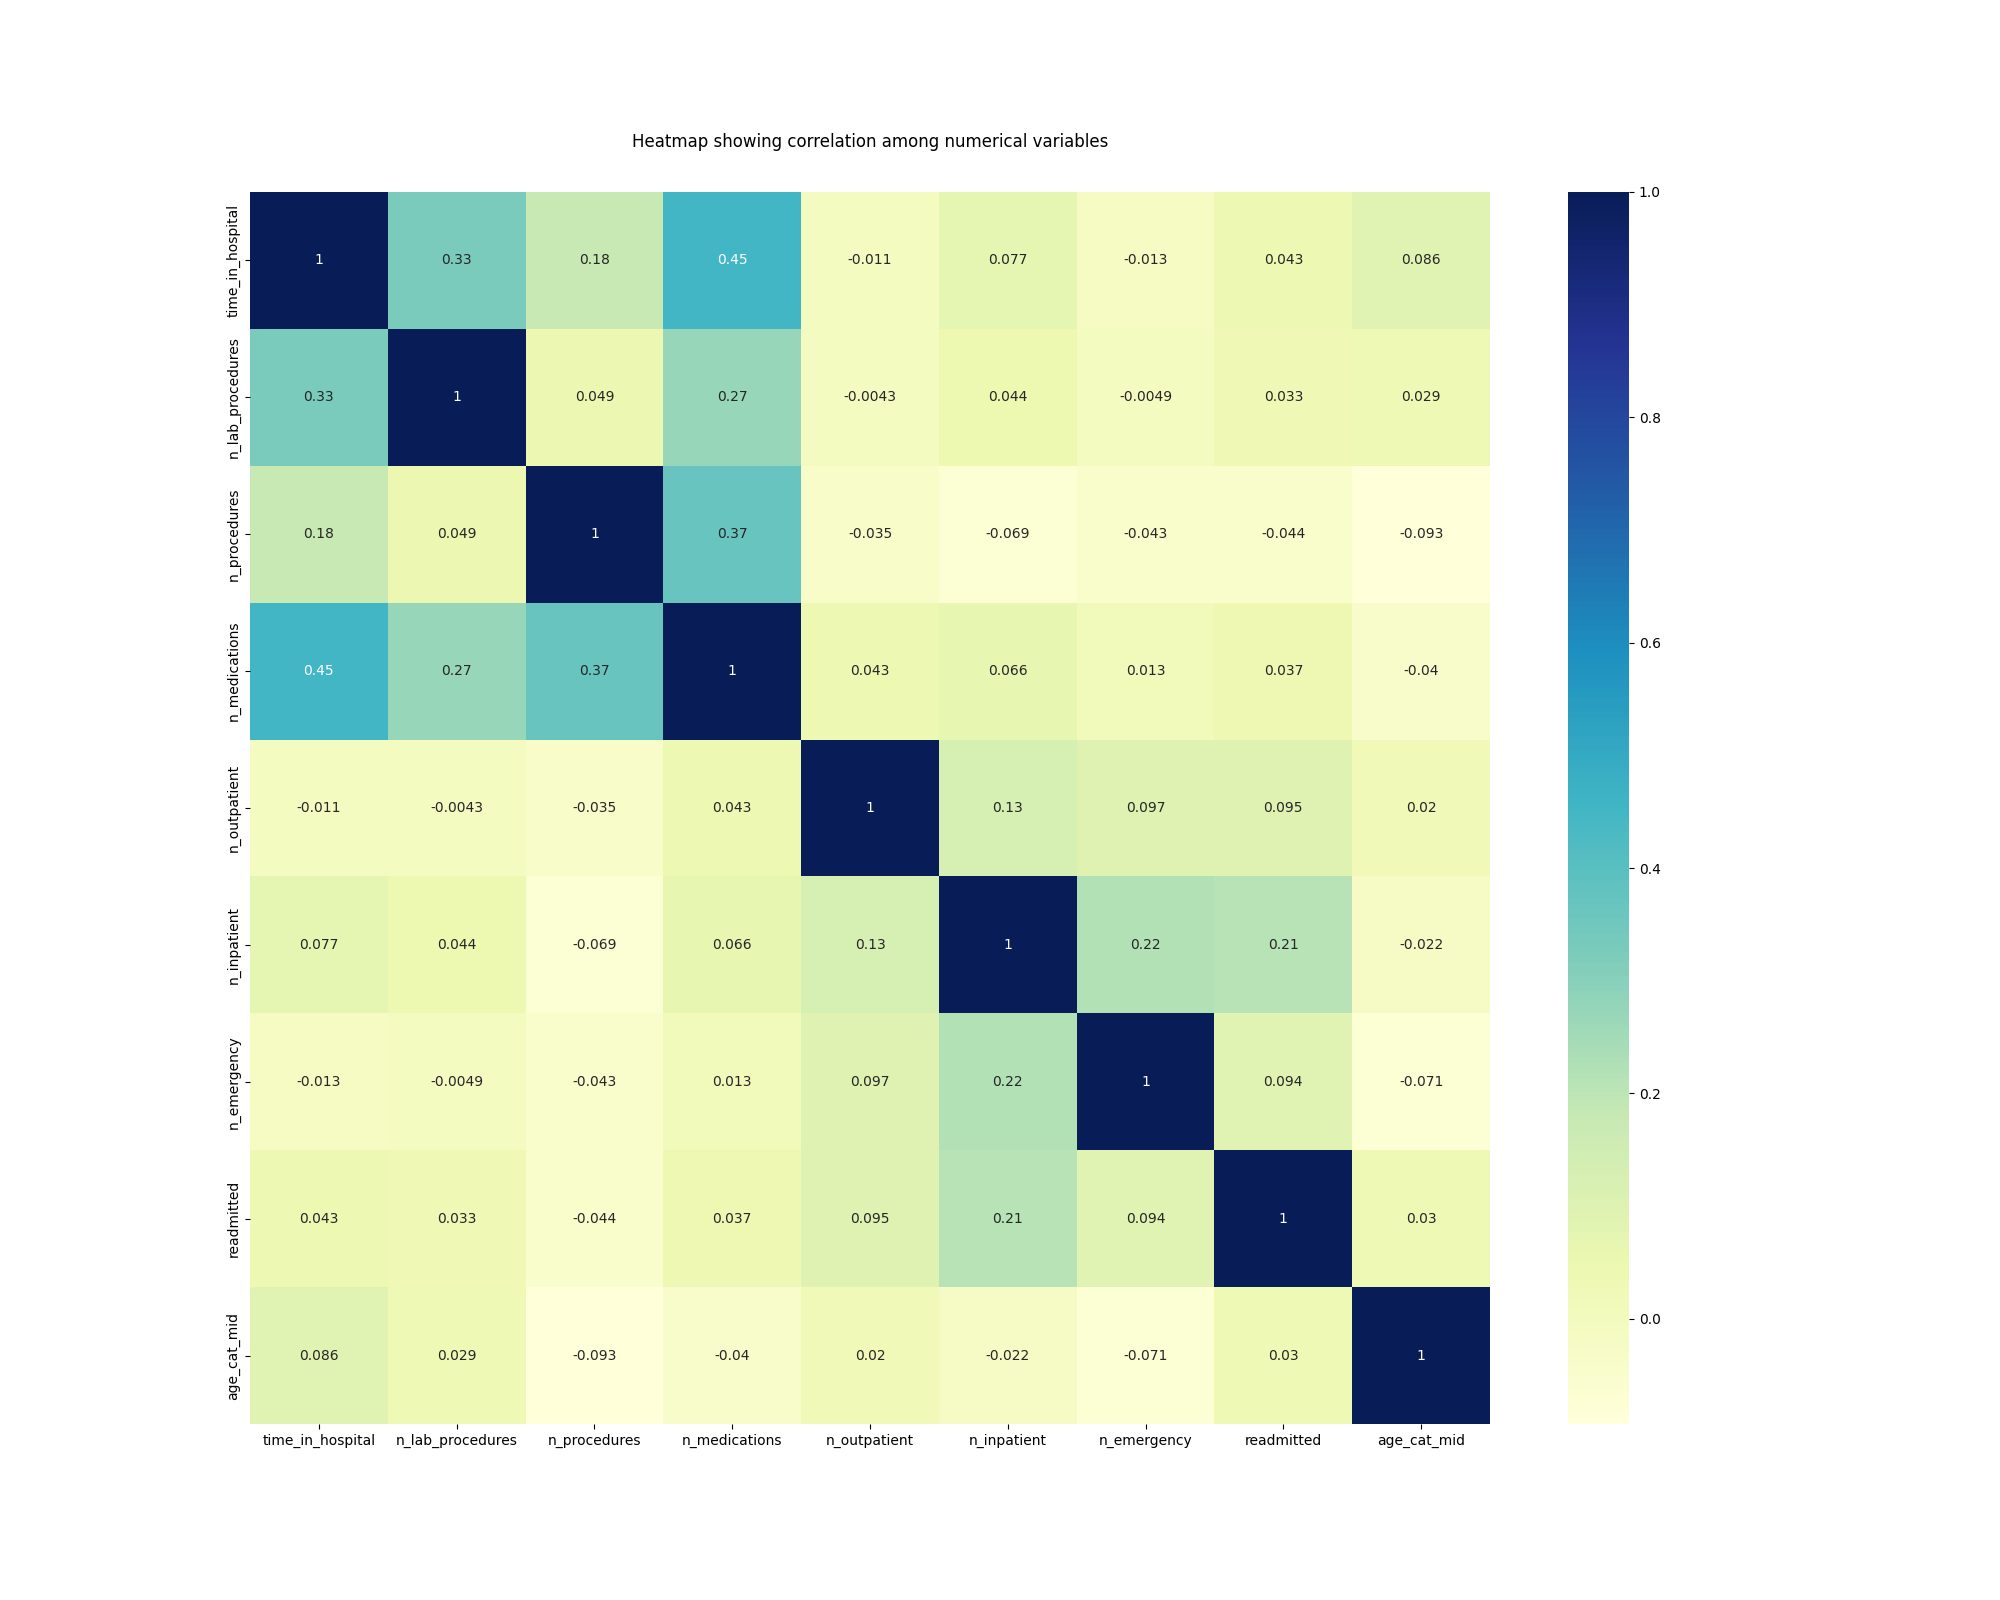 Heatmap showing correlation among numerical variables
time_in_hospital 1 0.33 0.18 0.45 -0.011 0.077 -0.013 0.043 0.086
n_lab_procedures 0.33 1 0.049 0.27 -0.0043 0.044 -0.0049 0.033 0.029
n_procedures 0.18 0.049 1 0.37 -0.035 -0.069 -0.043 -0.044 -0.093
n_medications 0.45 0.27 0.37 1 0.043 0.066 0.013 0.037 -0.04
n_outpatient -0.011 -0.0043 -0.035 0.043 1 0.13 0.097 0.095 0.02
n_inpatient 0.077 0.044 -0.069 0.066 0.13 1 0.22 0.21 -0.022
n_emergency -0.013 -0.0049 -0.043 0.013 0.097 0.22 1 0.094 -0.071
readmitted 0.043 0.033 -0.044 0.037 0.095 0.21 0.094 1 0.03
age_cat_mid 0.086 0.029 -0.093 -0.04 0.02 -0.022 -0.071 0.03 1
time_in_hospital n_lab_procedures n_procedures n_medications n_outpatient n_inpatient n_emergency readmitted age_cat_mid
1.0
0.8
0.6
0.4
0.2
0.0